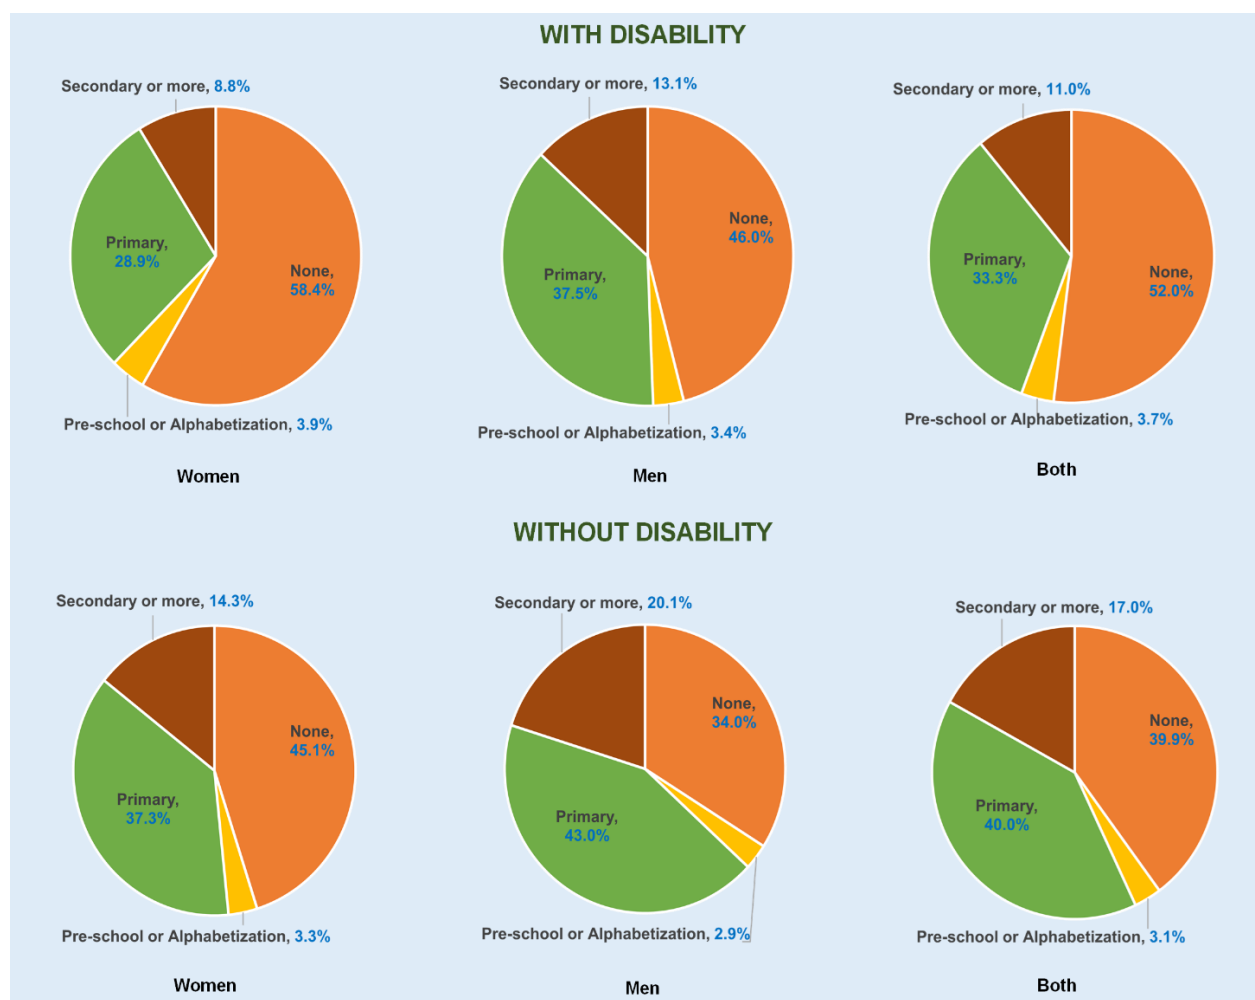 WITH DISABILITY
Secondary or more, 8.8%
Primary,
28.9%
None,
58.4%
Pre-school or Alphabetization, 3.9%
Women
Secondary or more, 13.1%
None,
46.0%
Primary,
37.5%
Pre-school or Alphabetization, 3.4%
Men
Secondary or more, 11.0%
Primary,
33.3%
None,
52.0%
Pre-school or Alphabetization, 3.7%
Both
WITHOUT DISABILITY
Secondary or more, 14.3%
None,
45.1%
Primary,
37.3%
Pre-school or Alphabetization, 3.3%
Women
Secondary or more, 20.1%
None,
34.0%
Primary,
43.0%
Pre-school or Alphabetization, 2.9%
Men
Secondary or more, 17.0%
None,
39.9%
Primary,
40.0%
Pre-school or Alphabetization, 3.1%
Both